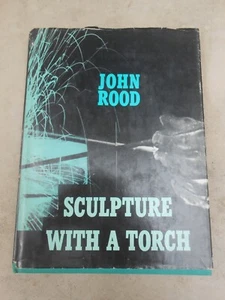 JOHN
ROOD
SCULPTURE
WITH A TORCH